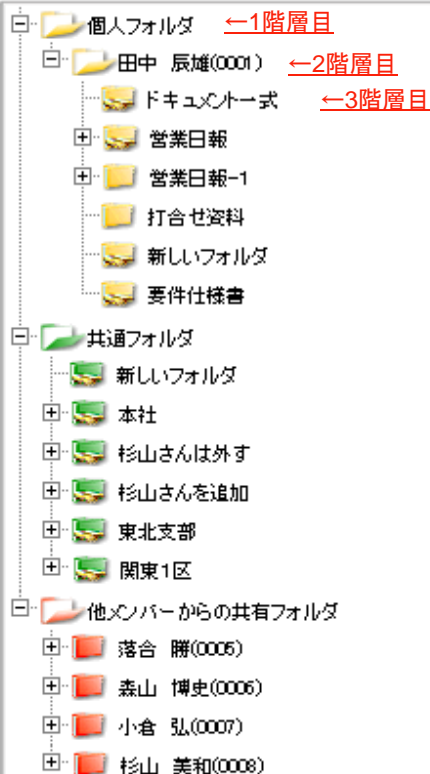 個人フォルダ ←1階層目
田中 辰雄(0001) ←2階層目
ドキュメント一式 ←3階層目
営業日報
営業日報-1
打合せ資料
新しいフォルダ
要件仕様書
共通フォルダ
新しいフォルダ
本社
杉山さんは外す
杉山さんを追加
東北支部
関東1区
他メンバーからの共有フォルダ
落合 勝(0005)
森山 博史(0006)
小倉 弘(0007)
杉山 美和(0008)